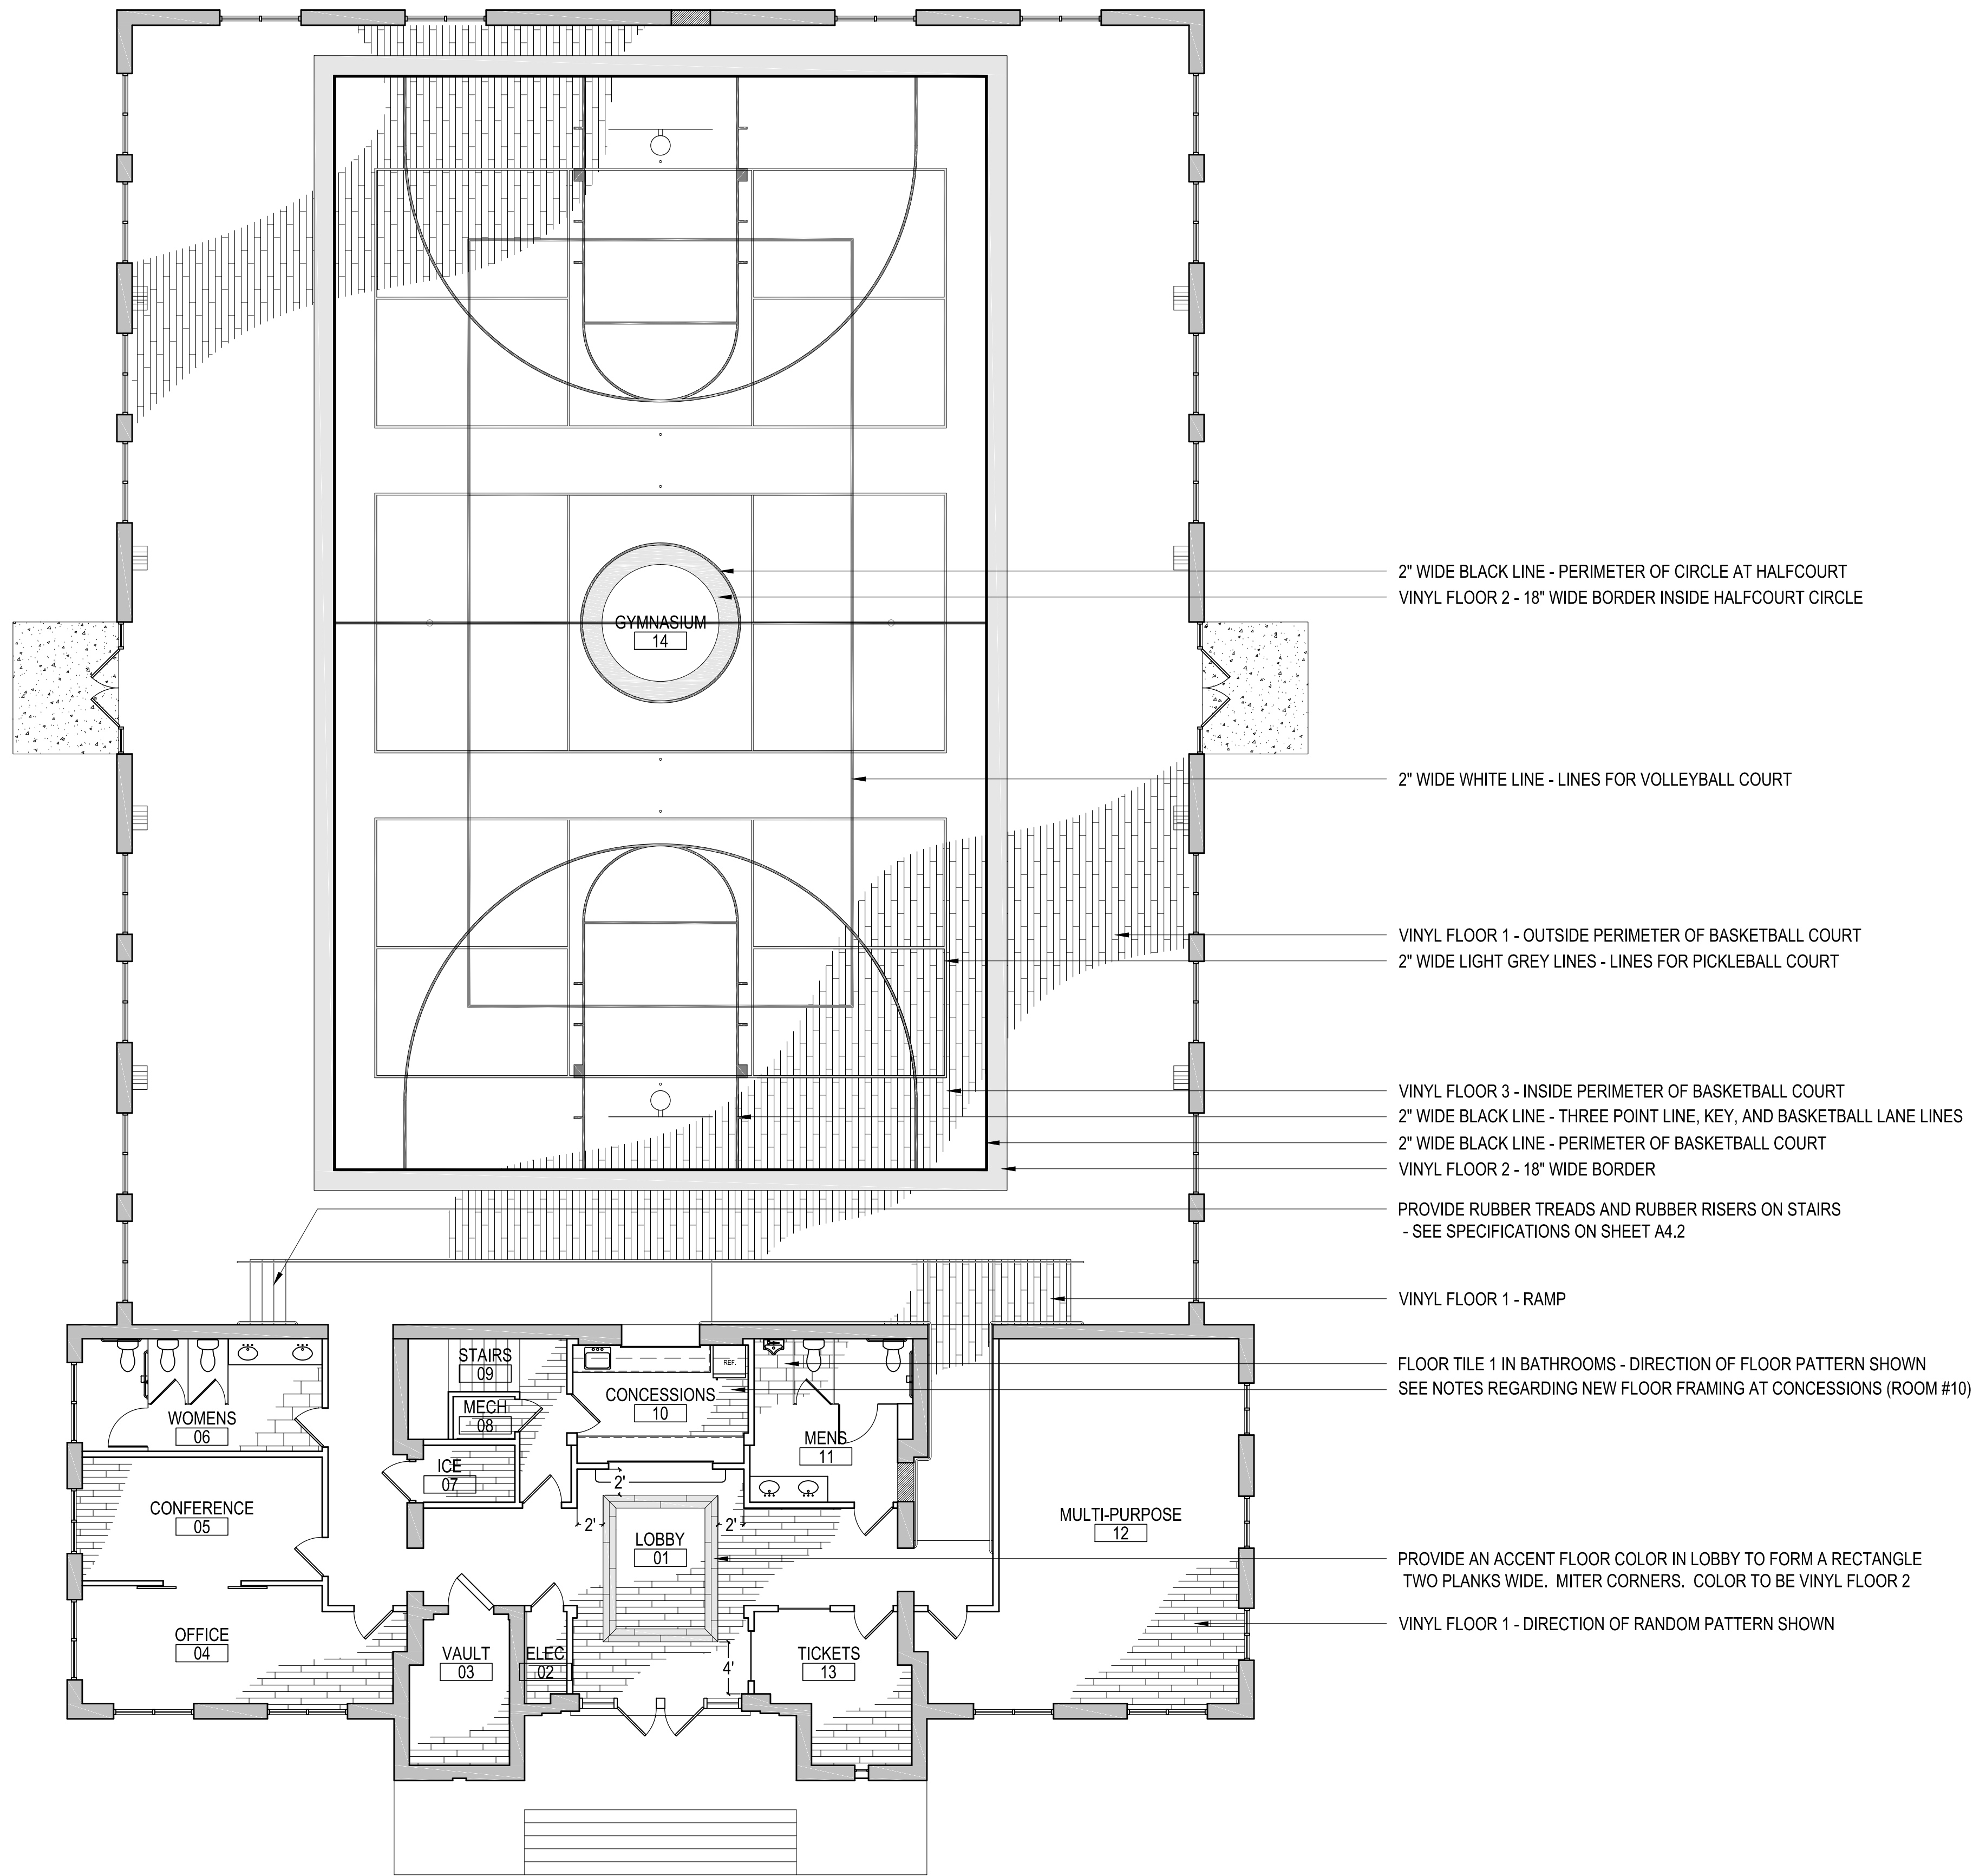 2" WIDE BLACK LINE - PERIMETER OF CIRCLE AT HALFCOURT
VINYL FLOOR 2 - 18" WIDE BORDER INSIDE HALFCOURT CIRCLE
GYMNASIUM
14
2" WIDE WHITE LINE - LINES FOR VOLLEYBALL COURT
VINYL FLOOR 1 - OUTSIDE PERIMETER OF BASKETBALL COURT
2" WIDE LIGHT GREY LINES - LINES FOR PICKLEBALL COURT
VINYL FLOOR 3 - INSIDE PERIMETER OF BASKETBALL COURT
2" WIDE BLACK LINE - THREE POINT LINE, KEY, AND BASKETBALL LANE LINES
2" WIDE BLACK LINE - PERIMETER OF BASKETBALL COURT
VINYL FLOOR 2 - 18" WIDE BORDER
PROVIDE RUBBER TREADS AND RUBBER RISERS ON STAIRS
- SEE SPECIFICATIONS ON SHEET A4.2
VINYL FLOOR 1 - RAMP
FLOOR TILE 1 IN BATHROOMS - DIRECTION OF FLOOR PATTERN SHOWN
SEE NOTES REGARDING NEW FLOOR FRAMING AT CONCESSIONS (ROOM #10)
STAIRS
09
REF.
CONCESSIONS
10
MECH
08
WOMENS
06
MENS
11
ICE
07
2'
CONFERENCE
05
2'
2'
LOBBY
01
MULTI-PURPOSE
12
PROVIDE AN ACCENT FLOOR COLOR IN LOBBY TO FORM A RECTANGLE
TWO PLANKS WIDE. MITER CORNERS. COLOR TO BE VINYL FLOOR 2
VINYL FLOOR 1 - DIRECTION OF RANDOM PATTERN SHOWN
OFFICE
04
VAULT
03
ELEC
02
4'
TICKETS
13